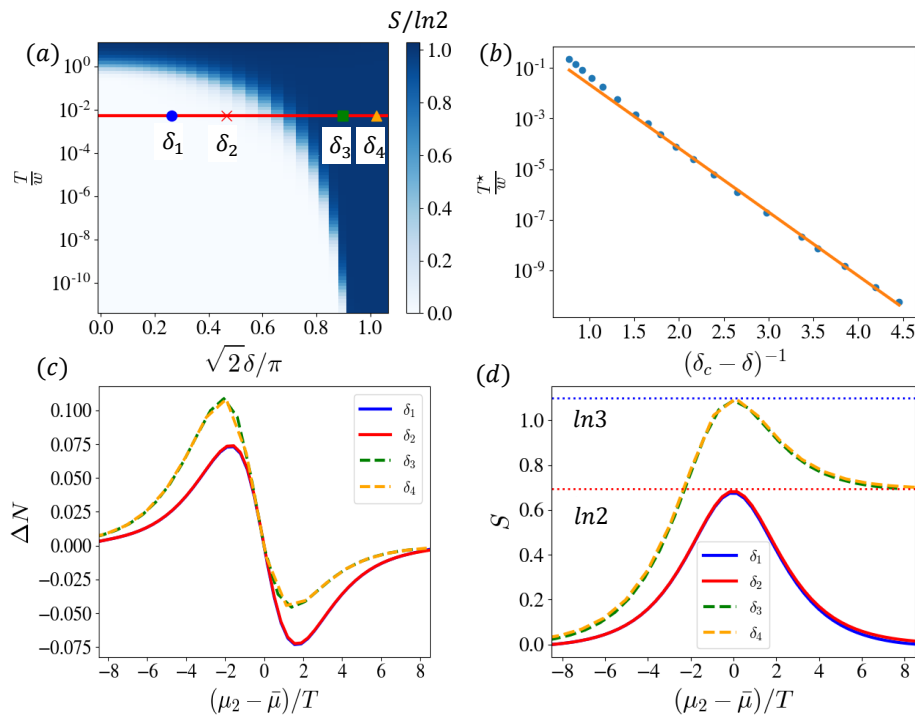 (a)
S/ln2
T/w
10⁰
10⁻²
10⁻⁴
10⁻⁶
10⁻⁸
10⁻¹⁰
δ₁
δ₂
δ₃
δ₄
0.0 0.2 0.4 0.6 0.8 1.0
√2δ/π
1.0
0.8
0.6
0.4
0.2
0.0
(b)
T⋆/w
10⁻¹
10⁻³
10⁻⁵
10⁻⁷
10⁻⁹
1.0 1.5 2.0 2.5 3.0 3.5 4.0 4.5
(δc − δ)⁻¹
(c)
ΔN
0.100
0.075
0.050
0.025
0.000
−0.025
−0.050
−0.075
δ₁
δ₂
δ₃
δ₄
−8 −6 −4 −2 0 2 4 6 8
(μ₂ − μ̄)/T
(d)
S
1.0
0.8
0.6
0.4
0.2
0.0
ln3
ln2
δ₁
δ₂
δ₃
δ₄
−8 −6 −4 −2 0 2 4 6 8
(μ₂ − μ̄)/T